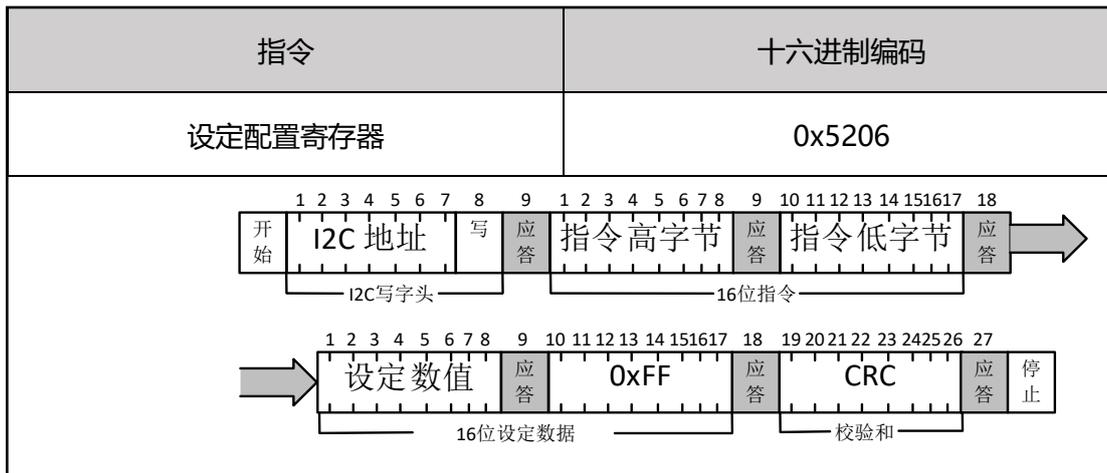 指令 十六进制编码
设定配置寄存器 0x5206
1 2 3 4 5 6 7 8 9 1 2 3 4 5 6 7 8 9 10 11 12 13 14 15 16 17 18
开始 I2C 地址 写 应答 指令高字节 应答 指令低字节 应答
I2C写字头 16位指令
1 2 3 4 5 6 7 8 9 10 11 12 13 14 15 16 17 18 19 20 21 22 23 24 25 26 27
设定数值 应答 0xFF 应答 CRC 应答 停止
16位设定数据 校验和